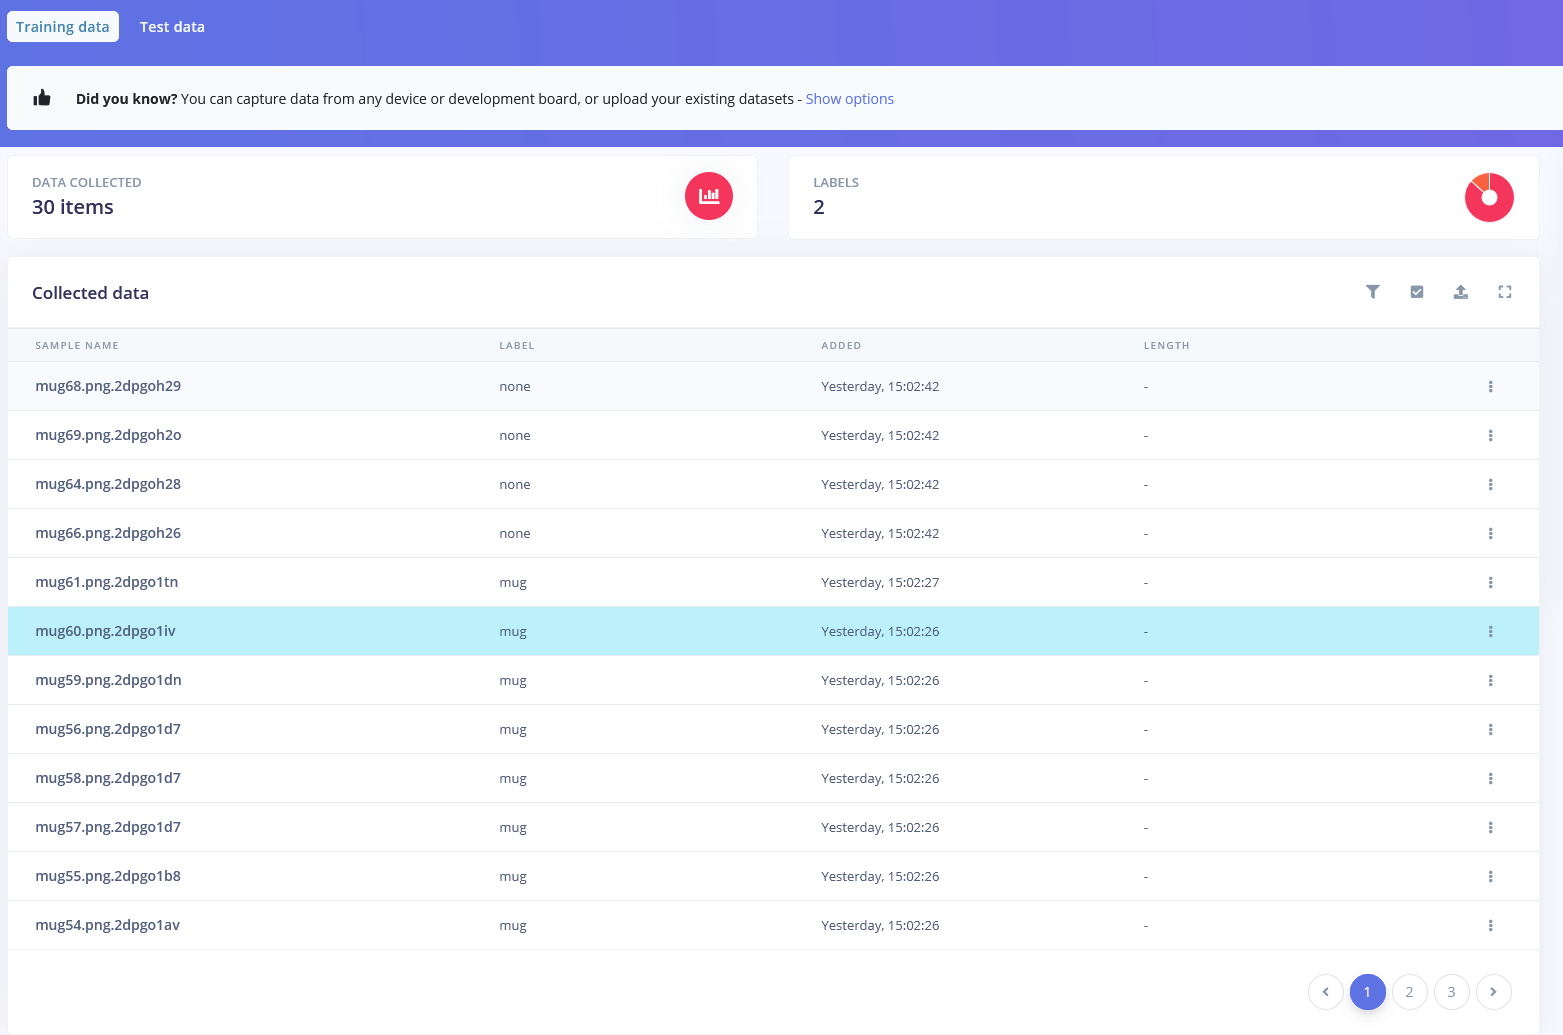 Training data Test data
Did you know? You can capture data from any device or development board, or upload your existing datasets - Show options
DATA COLLECTED
30 items
LABELS
2
Collected data
SAMPLE NAME LABEL ADDED LENGTH
mug68.png.2dpgoh29 none Yesterday, 15:02:42 -
mug69.png.2dpgoh2o none Yesterday, 15:02:42 -
mug64.png.2dpgoh28 none Yesterday, 15:02:42 -
mug66.png.2dpgoh26 none Yesterday, 15:02:42 -
mug61.png.2dpgo1tn mug Yesterday, 15:02:27 -
mug60.png.2dpgo1iv mug Yesterday, 15:02:26 -
mug59.png.2dpgo1dn mug Yesterday, 15:02:26 -
mug56.png.2dpgo1d7 mug Yesterday, 15:02:26 -
mug58.png.2dpgo1d7 mug Yesterday, 15:02:26 -
mug57.png.2dpgo1d7 mug Yesterday, 15:02:26 -
mug55.png.2dpgo1b8 mug Yesterday, 15:02:26 -
mug54.png.2dpgo1av mug Yesterday, 15:02:26 -
1 2 3